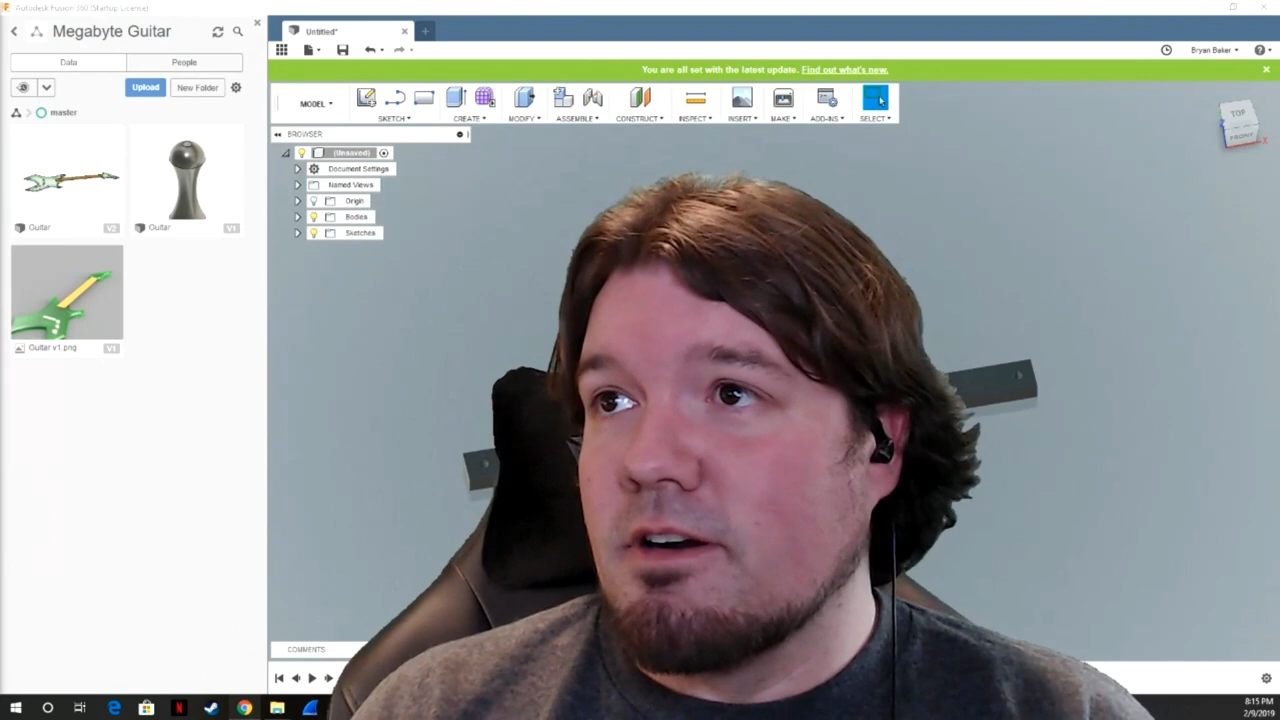 Autodesk Fusion 360 (Startup License)
Megabyte Guitar
Data
People
Upload
New Folder
master
Guitar
V2
Guitar
V1
Guitar v1.png
V1
Untitled*
Bryan Baker
You are all set with the latest update. Find out what's new.
MODEL
SKETCH
CREATE
MODIFY
ASSEMBLE
CONSTRUCT
INSPECT
INSERT
MAKE
ADD-INS
SELECT
TOP
FRONT
X
BROWSER
(Unsaved)
Document Settings
Named Views
Origin
Bodies
Sketches
COMMENTS
8:15 PM
2/9/2019